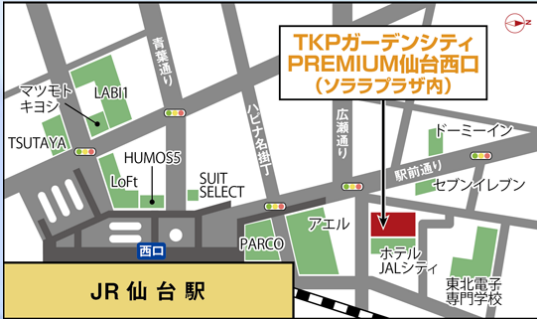 TKPガーデンシティ
PREMIUM仙台西口
(ソララプラザ内)
N
青葉通り
マツモト
キヨシ
LABI1
TSUTAYA
ハピナ名掛丁
広瀬通り
ドーミーイン
駅前通り
セブンイレブン
HUMOS5
LoFt
SUIT
SELECT
西口
PARCO
アエル
ホテル
JALシティ
東北電子
専門学校
JR仙台駅